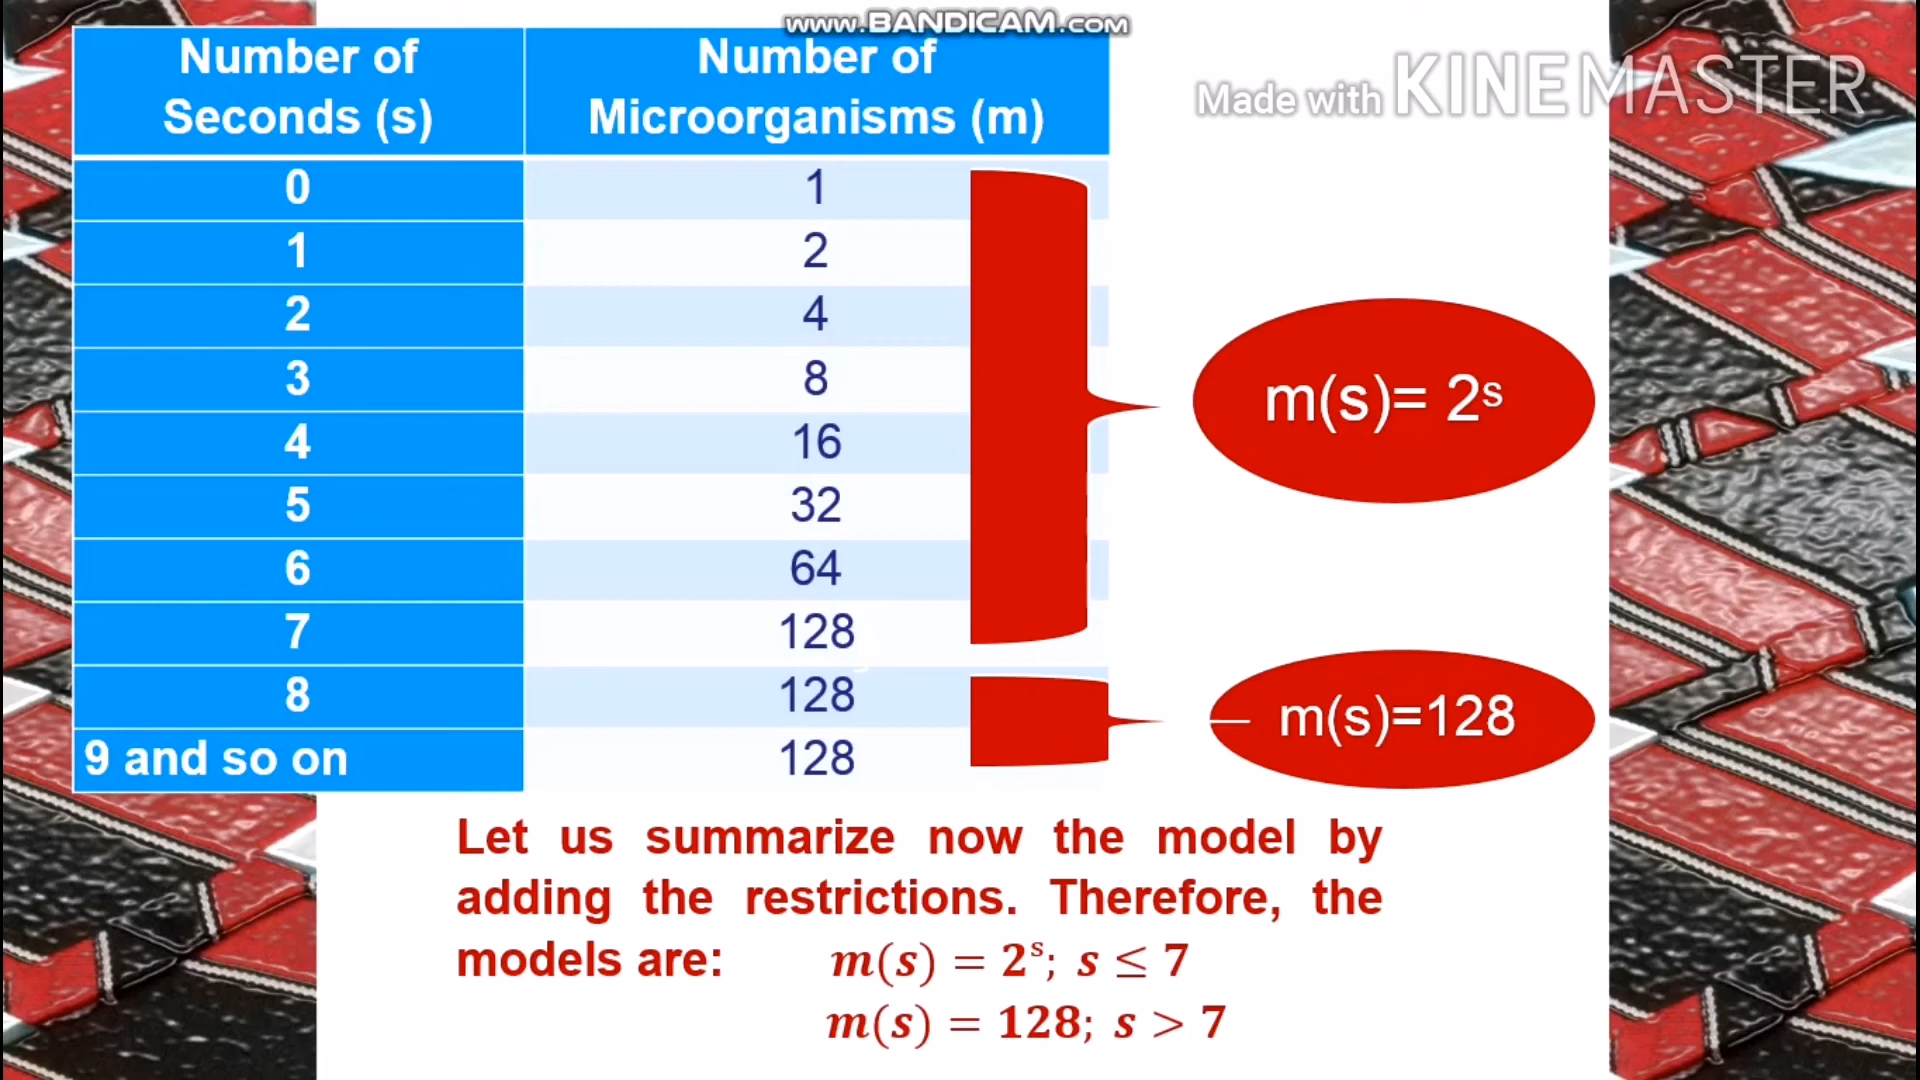 www.BANDICAM.com
Made with KINEMASTER
Number of Seconds (s) Number of Microorganisms (m)
0 1
1 2
2 4
3 8
4 16
5 32
6 64
7 128
8 128
9 and so on 128
m(s)= 2ˢ
m(s)=128
Let us summarize now the model by
adding the restrictions. Therefore, the
models are: m(s) = 2ˢ; s ≤ 7
m(s) = 128; s > 7